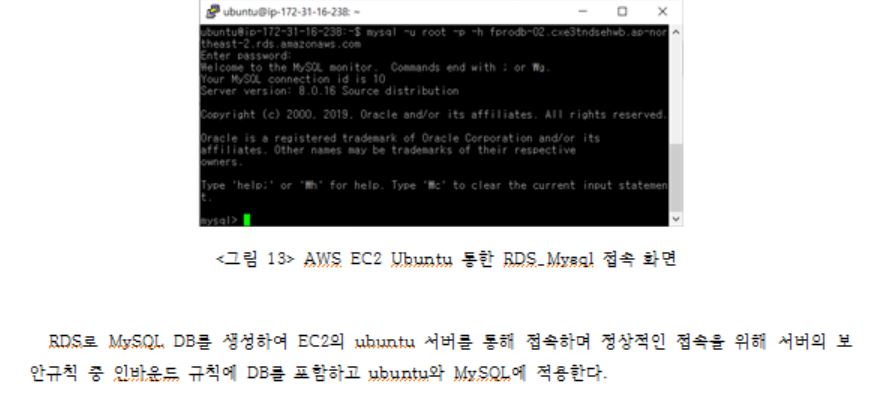 ubuntu@ip-172-31-16-238: ~
ubuntu@ip-172-31-16-238:~$ mysql -u root -p -h fprodb-02.cxe3tndsehwb.ap-nor
theast-2.rds.amazonaws.com
Enter password:
Welcome to the MySQL monitor.  Commands end with ; or ₩g.
Your MySQL connection id is 10
Server version: 8.0.16 Source distribution
Copyright (c) 2000, 2019, Oracle and/or its affiliates. All rights reserved.
Oracle is a registered trademark of Oracle Corporation and/or its
affiliates. Other names may be trademarks of their respective
owners.
Type 'help;' or '₩h' for help. Type '₩c' to clear the current input statemen
t.
mysql>
<그림 13> AWS EC2 Ubuntu 통한 RDS_Mysql 접속 화면
RDS로 MySQL DB를 생성하여 EC2의 ubuntu 서버를 통해 접속하며 정상적인 접속을 위해 서버의 보
안규칙 중 인바운드 규칙에 DB를 포함하고 ubuntu와 MySQL에 적용한다.